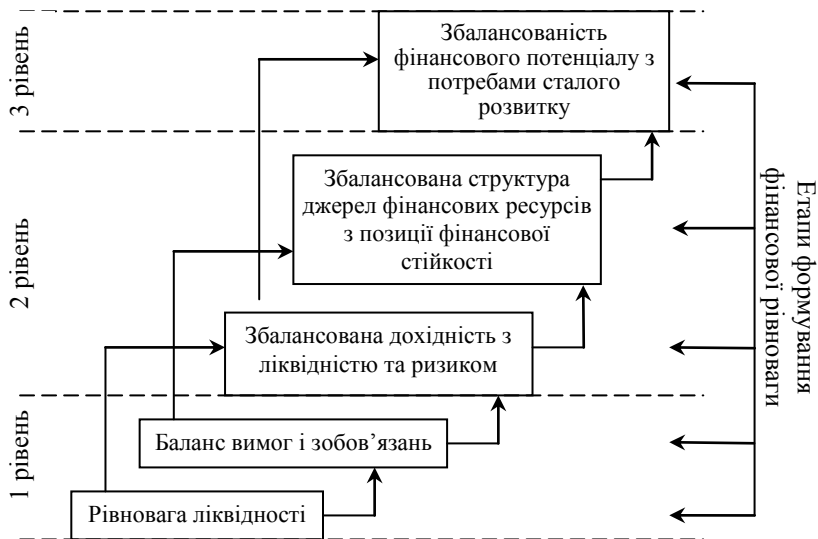 3 рівень
Збалансованість
фінансового потенціалу з
потребами сталого
розвитку
2 рівень
Збалансована структура
джерел фінансових ресурсів
з позиції фінансової
стійкості
Збалансована дохідність з
ліквідністю та ризиком
1 рівень
Баланс вимог і зобов’язань
Рівновага ліквідності
Етапи формування
фінансової рівноваги